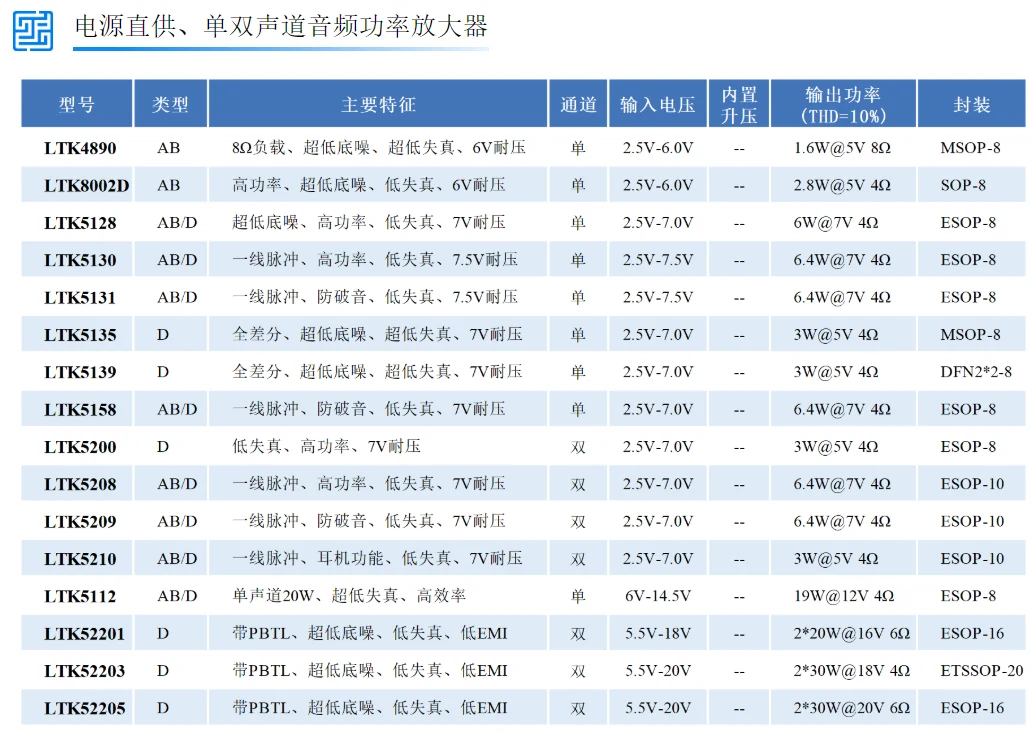 电源直供、单双声道音频功率放大器
型号 类型 主要特征 通道 输入电压 内置升压 输出功率(THD=10%) 封装
LTK4890 AB 8Ω负载、超低底噪、超低失真、6V耐压 单 2.5V-6.0V -- 1.6W@5V 8Ω MSOP-8
LTK8002D AB 高功率、超低底噪、低失真、6V耐压 单 2.5V-6.0V -- 2.8W@5V 4Ω SOP-8
LTK5128 AB/D 超低底噪、高功率、低失真、7V耐压 单 2.5V-7.0V -- 6W@7V 4Ω ESOP-8
LTK5130 AB/D 一线脉冲、高功率、低失真、7.5V耐压 单 2.5V-7.5V -- 6.4W@7V 4Ω ESOP-8
LTK5131 AB/D 一线脉冲、防破音、低失真、7.5V耐压 单 2.5V-7.5V -- 6.4W@7V 4Ω ESOP-8
LTK5135 D 全差分、超低底噪、超低失真、7V耐压 单 2.5V-7.0V -- 3W@5V 4Ω MSOP-8
LTK5139 D 全差分、超低底噪、超低失真、7V耐压 单 2.5V-7.0V -- 3W@5V 4Ω DFN2*2-8
LTK5158 AB/D 一线脉冲、防破音、低失真、7V耐压 单 2.5V-7.0V -- 6.4W@7V 4Ω ESOP-8
LTK5200 D 低失真、高功率、7V耐压 双 2.5V-7.0V -- 3W@5V 4Ω ESOP-8
LTK5208 AB/D 一线脉冲、高功率、低失真、7V耐压 双 2.5V-7.0V -- 6.4W@7V 4Ω ESOP-10
LTK5209 AB/D 一线脉冲、防破音、低失真、7V耐压 双 2.5V-7.0V -- 6.4W@7V 4Ω ESOP-10
LTK5210 AB/D 一线脉冲、耳机功能、低失真、7V耐压 双 2.5V-7.0V -- 3W@5V 4Ω ESOP-10
LTK5112 AB/D 单声道20W、超低失真、高效率 单 6V-14.5V -- 19W@12V 4Ω ESOP-8
LTK52201 D 带PBTL、超低底噪、低失真、低EMI 双 5.5V-18V -- 2*20W@16V 6Ω ESOP-16
LTK52203 D 带PBTL、超低底噪、低失真、低EMI 双 5.5V-20V -- 2*30W@18V 4Ω ETSSOP-20
LTK52205 D 带PBTL、超低底噪、低失真、低EMI 双 5.5V-20V -- 2*30W@20V 6Ω ESOP-16